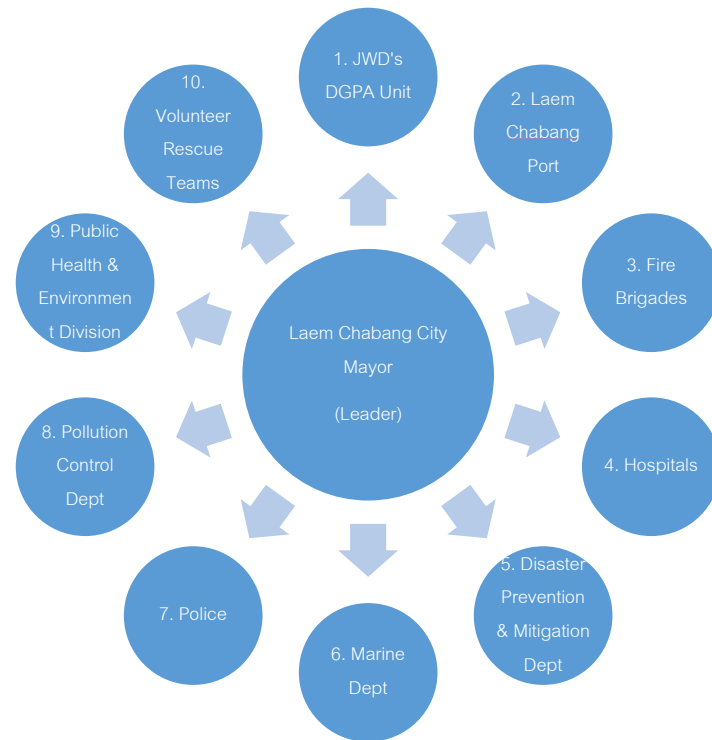 1. JWD's
DGPA Unit
2. Laem
Chabang
Port
3. Fire
Brigades
4. Hospitals
5. Disaster
Prevention
& Mitigation
Dept
6. Marine
Dept
7. Police
8. Pollution
Control
Dept
9. Public
Health &
Environmen
t Division
10.
Volunteer
Rescue
Teams
Laem Chabang City
Mayor
(Leader)